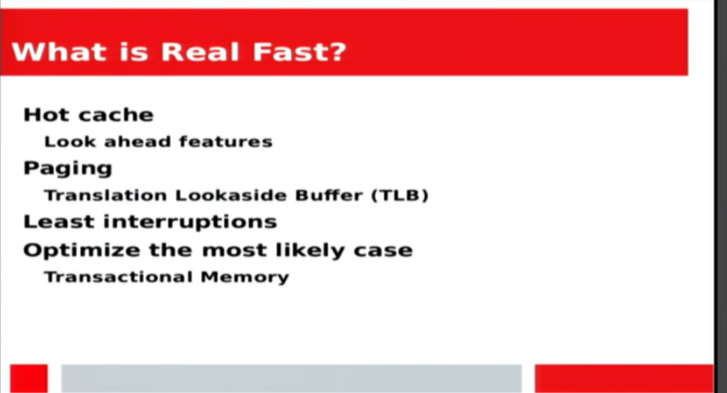 What is Real Fast?
Hot cache
Look ahead features
Paging
Translation Lookaside Buffer (TLB)
Least interruptions
Optimize the most likely case
Transactional Memory